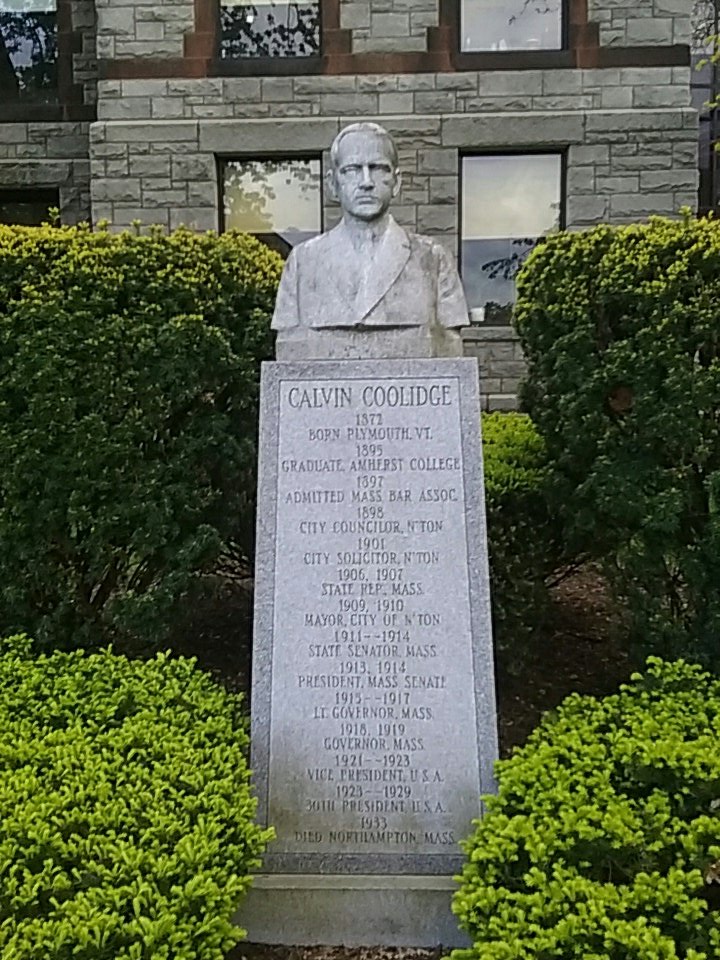 CALVIN COOLIDGE
1872
BORN PLYMOUTH, VT.
1895
GRADUATE, AMHERST COLLEGE
1897
ADMITTED MASS. BAR ASSOC.
1898
CITY COUNCILOR, N'TON
1901
CITY SOLICITOR, N'TON
1906, 1907
STATE REP., MASS.
1909, 1910
MAYOR, CITY OF N'TON
1911--1914
STATE SENATOR, MASS.
1913, 1914
PRESIDENT, MASS SENATE
1915--1917
LT. GOVERNOR, MASS.
1918, 1919
GOVERNOR, MASS.
1921--1923
VICE PRESIDENT, U.S.A.
1923--1929
30TH PRESIDENT, U.S.A.
1933
DIED NORTHAMPTON, MASS.